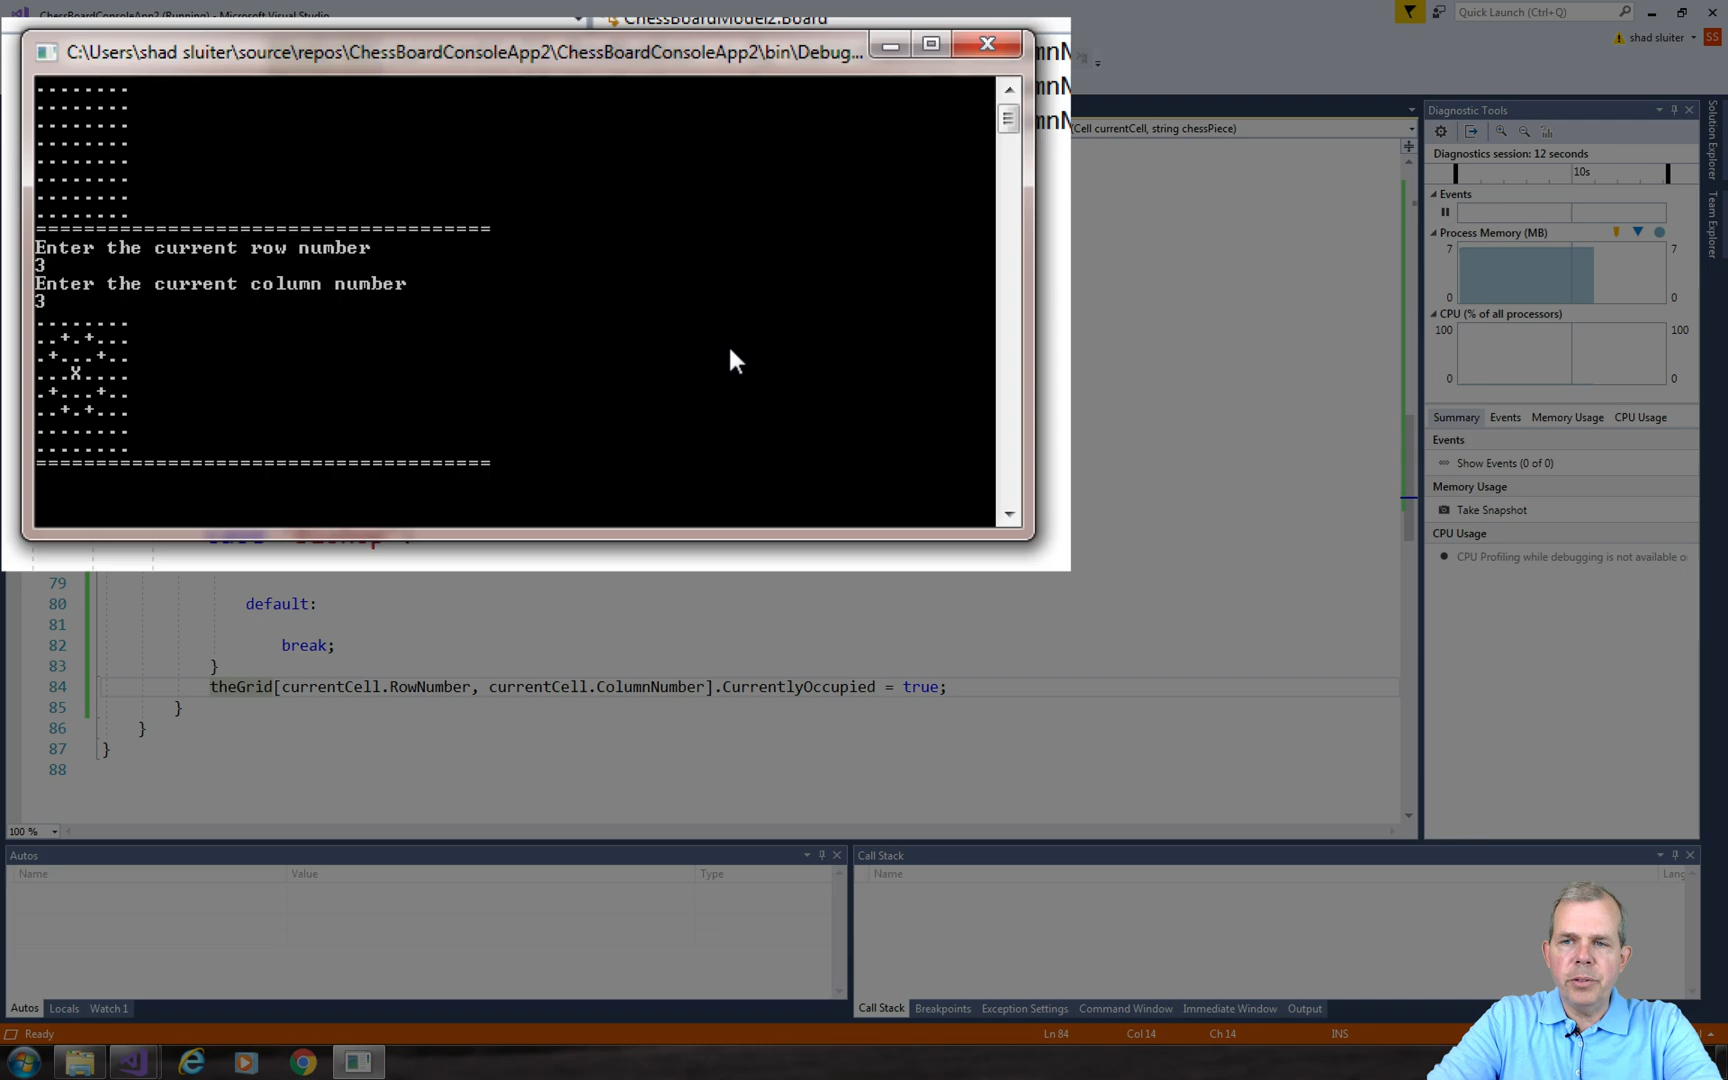 ChessBoardConsoleApp2 (Running) - Microsoft Visual Studio
Quick Launch (Ctrl+Q)
shad sluiter
SS
ChessBoardModel2.Board
C:\Users\shad sluiter\source\repos\ChessBoardConsoleApp2\ChessBoardConsoleApp2\bin\Debug...
mnN
umnN
mnN
(Cell currentCell, string chessPiece)
........
........
........
........
........
........
........
........
======================================
Enter the current row number
3
Enter the current column number
3
........
..+.+...
.+...+..
...X....
.+...+..
..+.+...
........
........
======================================
79
80 default:
81
82 break;
83 }
84 theGrid[currentCell.RowNumber, currentCell.ColumnNumber].CurrentlyOccupied = true;
85 }
86 }
87 }
88
100 %
Diagnostic Tools
Diagnostics session: 12 seconds
10s
Events
Process Memory (MB)
7 7
0 0
CPU (% of all processors)
100 100
0 0
Summary Events Memory Usage CPU Usage
Events
Show Events (0 of 0)
Memory Usage
Take Snapshot
CPU Usage
CPU Profiling while debugging is not available o
Solution Explorer
Team Explorer
Autos
Name Value Type
Autos Locals Watch 1
Call Stack
Name Lang
Call Stack Breakpoints Exception Settings Command Window Immediate Window Output
Ready Ln 84 Col 14 Ch 14 INS